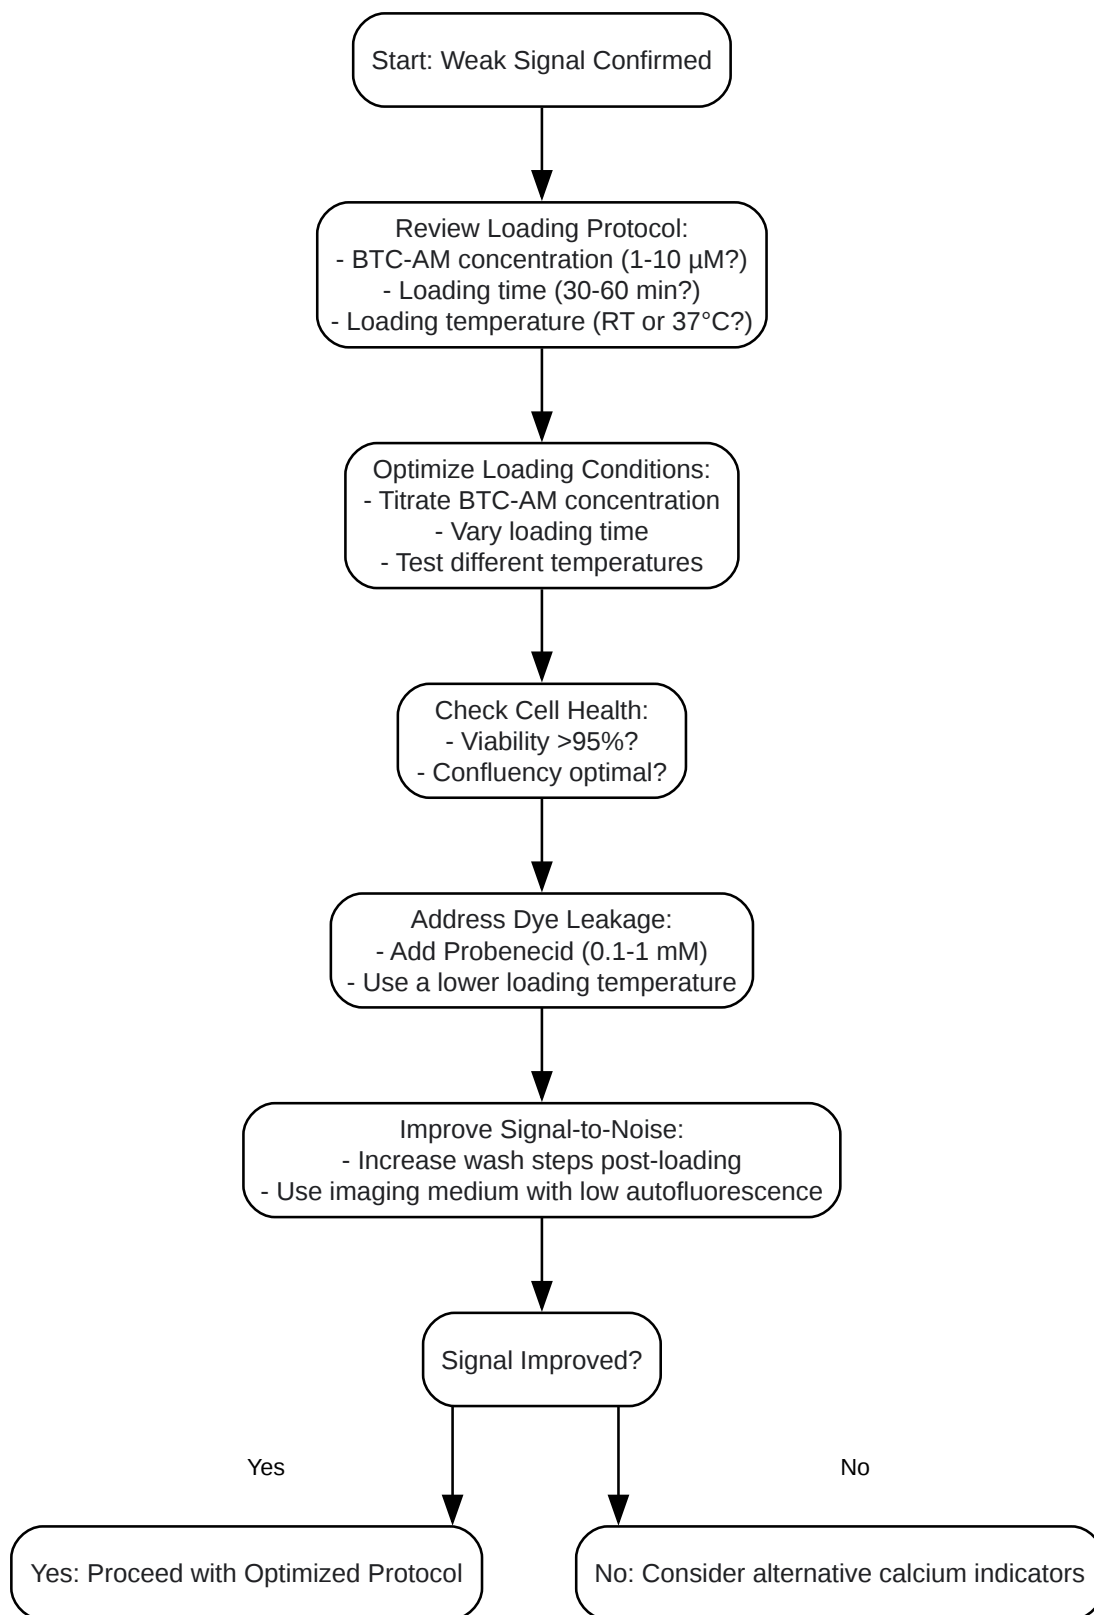 Start: Weak Signal Confirmed
Review Loading Protocol:
- BTC-AM concentration (1-10 µM?)
- Loading time (30-60 min?)
- Loading temperature (RT or 37°C?)
Optimize Loading Conditions:
- Titrate BTC-AM concentration
- Vary loading time
- Test different temperatures
Check Cell Health:
- Viability >95%?
- Confluency optimal?
Address Dye Leakage:
- Add Probenecid (0.1-1 mM)
- Use a lower loading temperature
Improve Signal-to-Noise:
- Increase wash steps post-loading
- Use imaging medium with low autofluorescence
Signal Improved?
Yes
No
Yes: Proceed with Optimized Protocol
No: Consider alternative calcium indicators